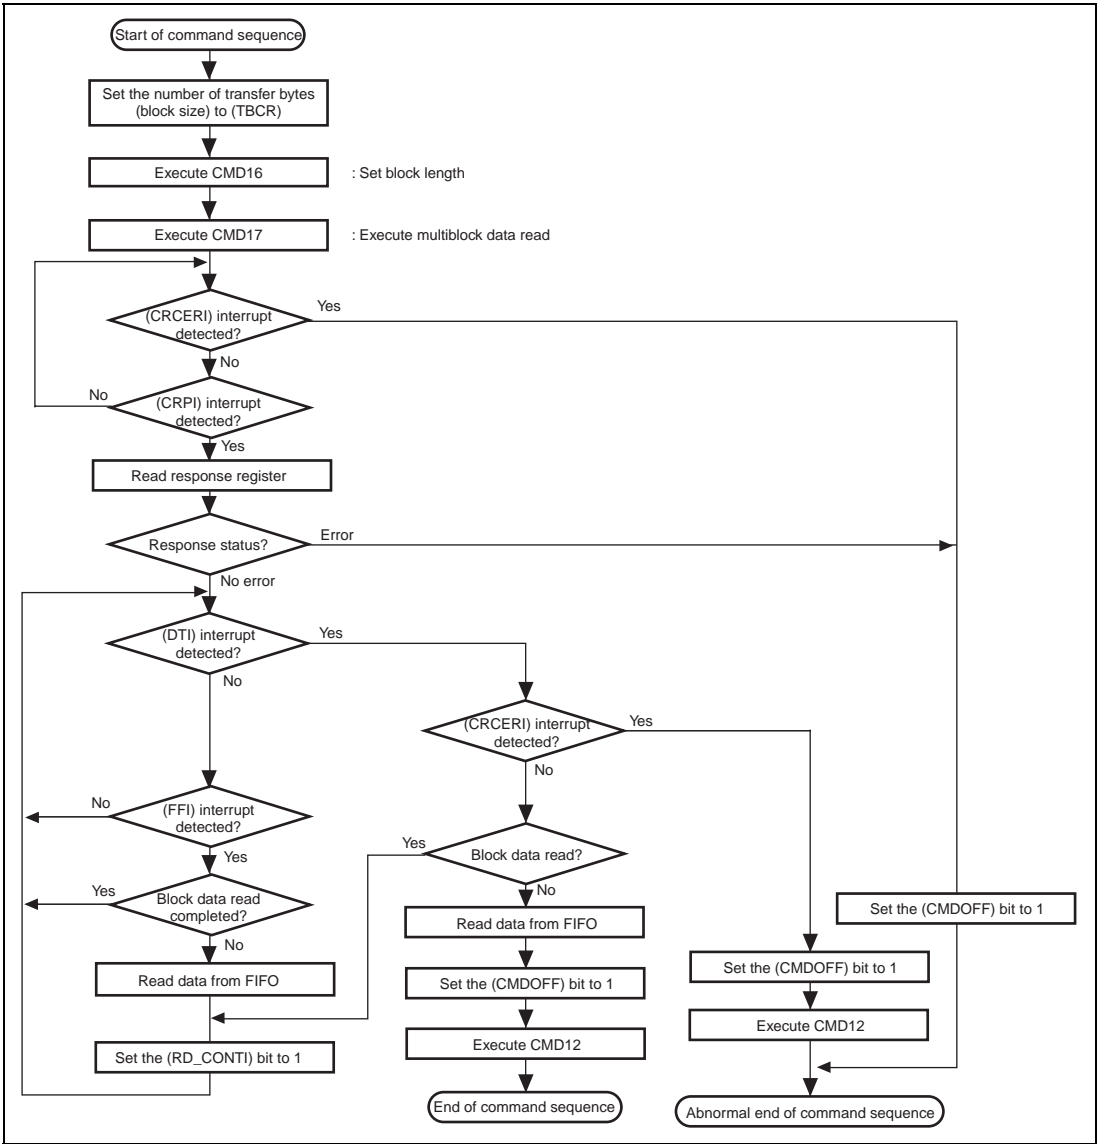 Start of command sequence
Set the number of transfer bytes
(block size) to (TBCR)
Execute CMD16
: Set block length
Execute CMD17
: Execute multiblock data read
(CRCERI) interrupt
detected?
Yes
No
(CRPI) interrupt
detected?
No
Yes
Read response register
Response status?
Error
No error
(DTI) interrupt
detected?
Yes
No
(CRCERI) interrupt
detected?
Yes
No
(FFI) interrupt
detected?
No
Yes
Block data read?
Yes
No
Block data read
completed?
Yes
No
Read data from FIFO
Set the (CMDOFF) bit to 1
Read data from FIFO
Set the (CMDOFF) bit to 1
Set the (CMDOFF) bit to 1
Execute CMD12
Set the (RD_CONTI) bit to 1
Execute CMD12
End of command sequence
Abnormal end of command sequence